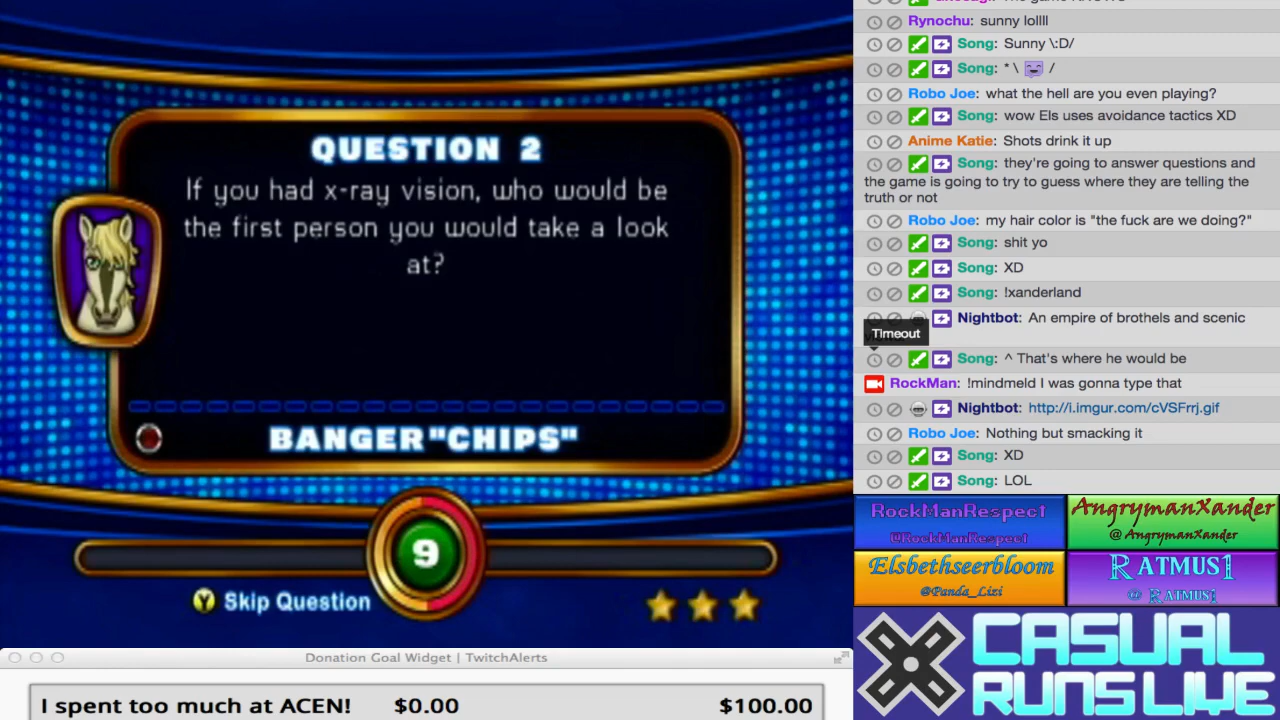 QUESTION 2
If you had x-ray vision, who would be
the first person you would take a look
at?
BANGER "CHIPS"
9
Y Skip Question
Donation Goal Widget | TwitchAlerts
I spent too much at ACEN! $0.00 $100.00
Rynochu: sunny lollll
Song: Sunny \:D/
Song: * \ /
Robo Joe: what the hell are you even playing?
Song: wow Els uses avoidance tactics XD
Anime Katie: Shots drink it up
Song: they're going to answer questions and
the game is going to try to guess where they are telling the
truth or not
Robo Joe: my hair color is "the fuck are we doing?"
Song: shit yo
Song: XD
Song: !xanderland
Nightbot: An empire of brothels and scenic
Timeout
Song: ^ That's where he would be
RockMan: !mindmeld I was gonna type that
Nightbot: http://i.imgur.com/cVSFrrj.gif
Robo Joe: Nothing but smacking it
Song: XD
Song: LOL
RockManRespect
@RockManRespect
AngrymanXander
@AngrymanXander
Elsbethseerbloom
@Panda_Lizi
RATMUS1
@RATMUS1
CASUAL
RUNS LIVE